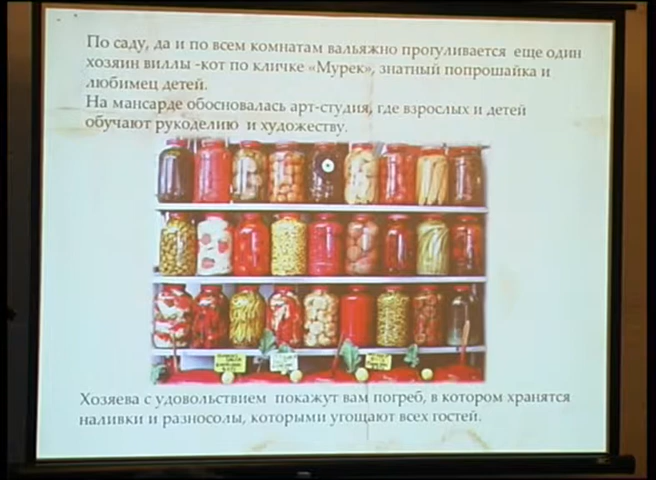 По саду, да и по всем комнатам вальяжно прогуливается еще один
хозяин виллы -кот по кличке «Мурек», знатный попрошайка и
любимец детей.
На мансарде обосновалась арт-студия, где взрослых и детей
обучают рукоделию и художеству.
Хозяева с удовольствием покажут вам погреб, в котором хранятся
наливки и разносолы, которыми угощают всех гостей.